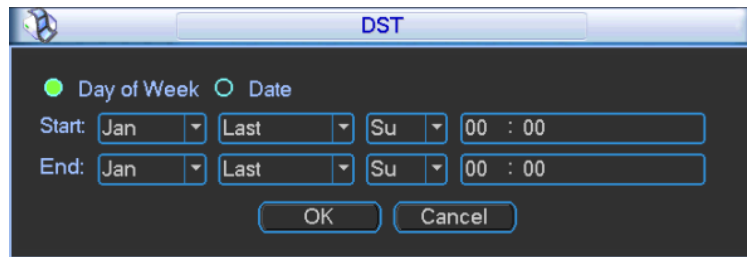 DST
Day of Week Date
Start: Jan Last Su 00 : 00
End: Jan Last Su 00 : 00
OK Cancel